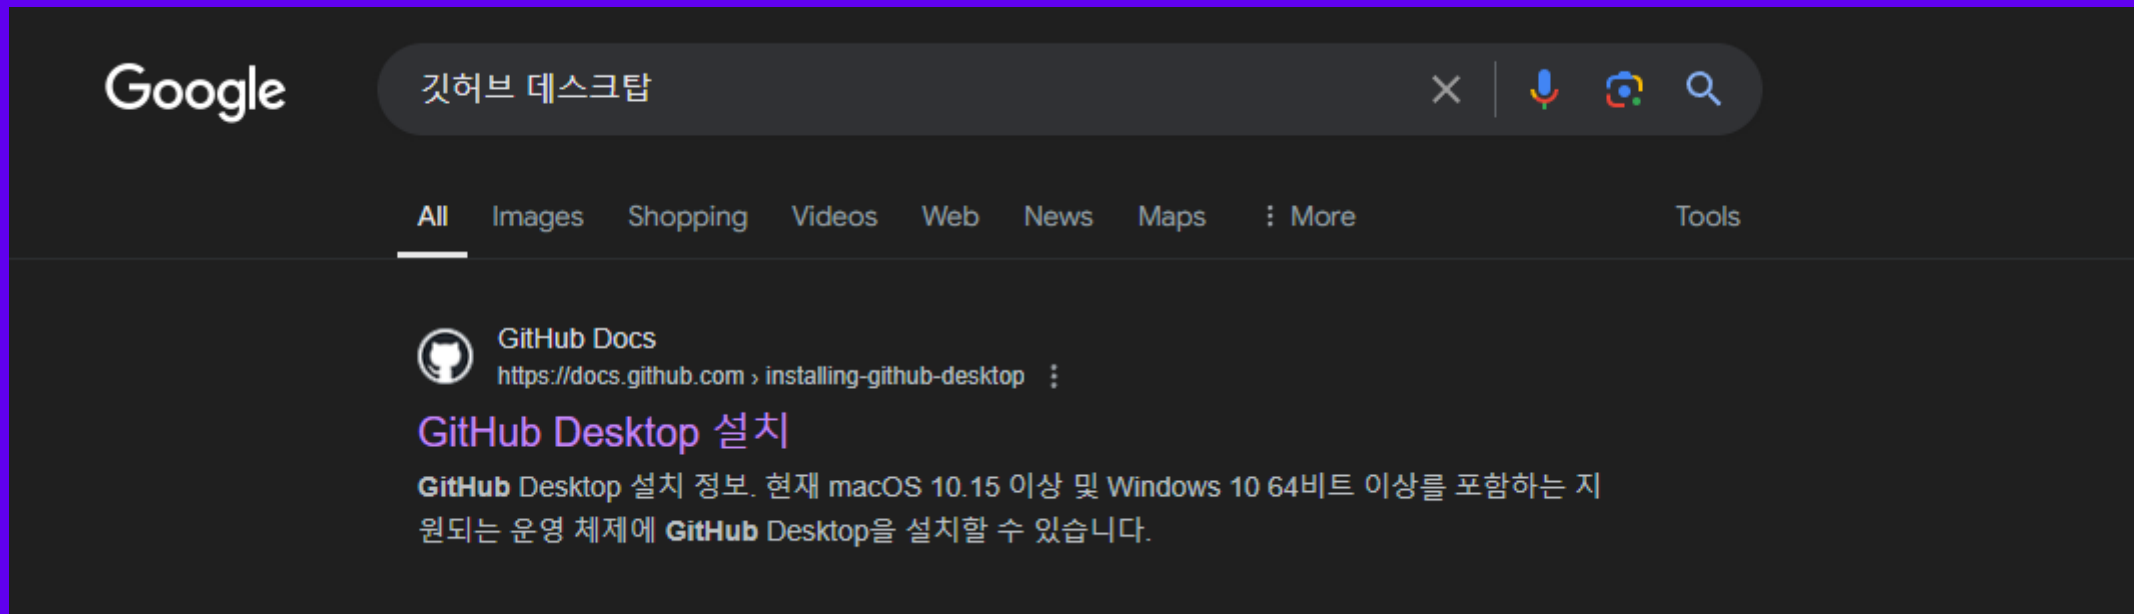 Google
깃허브 데스크탑
All Images Shopping Videos Web News Maps More Tools
GitHub Docs
https://docs.github.com › installing-github-desktop
GitHub Desktop 설치
GitHub Desktop 설치 정보. 현재 macOS 10.15 이상 및 Windows 10 64비트 이상를 포함하는 지
원되는 운영 체제에 GitHub Desktop을 설치할 수 있습니다.